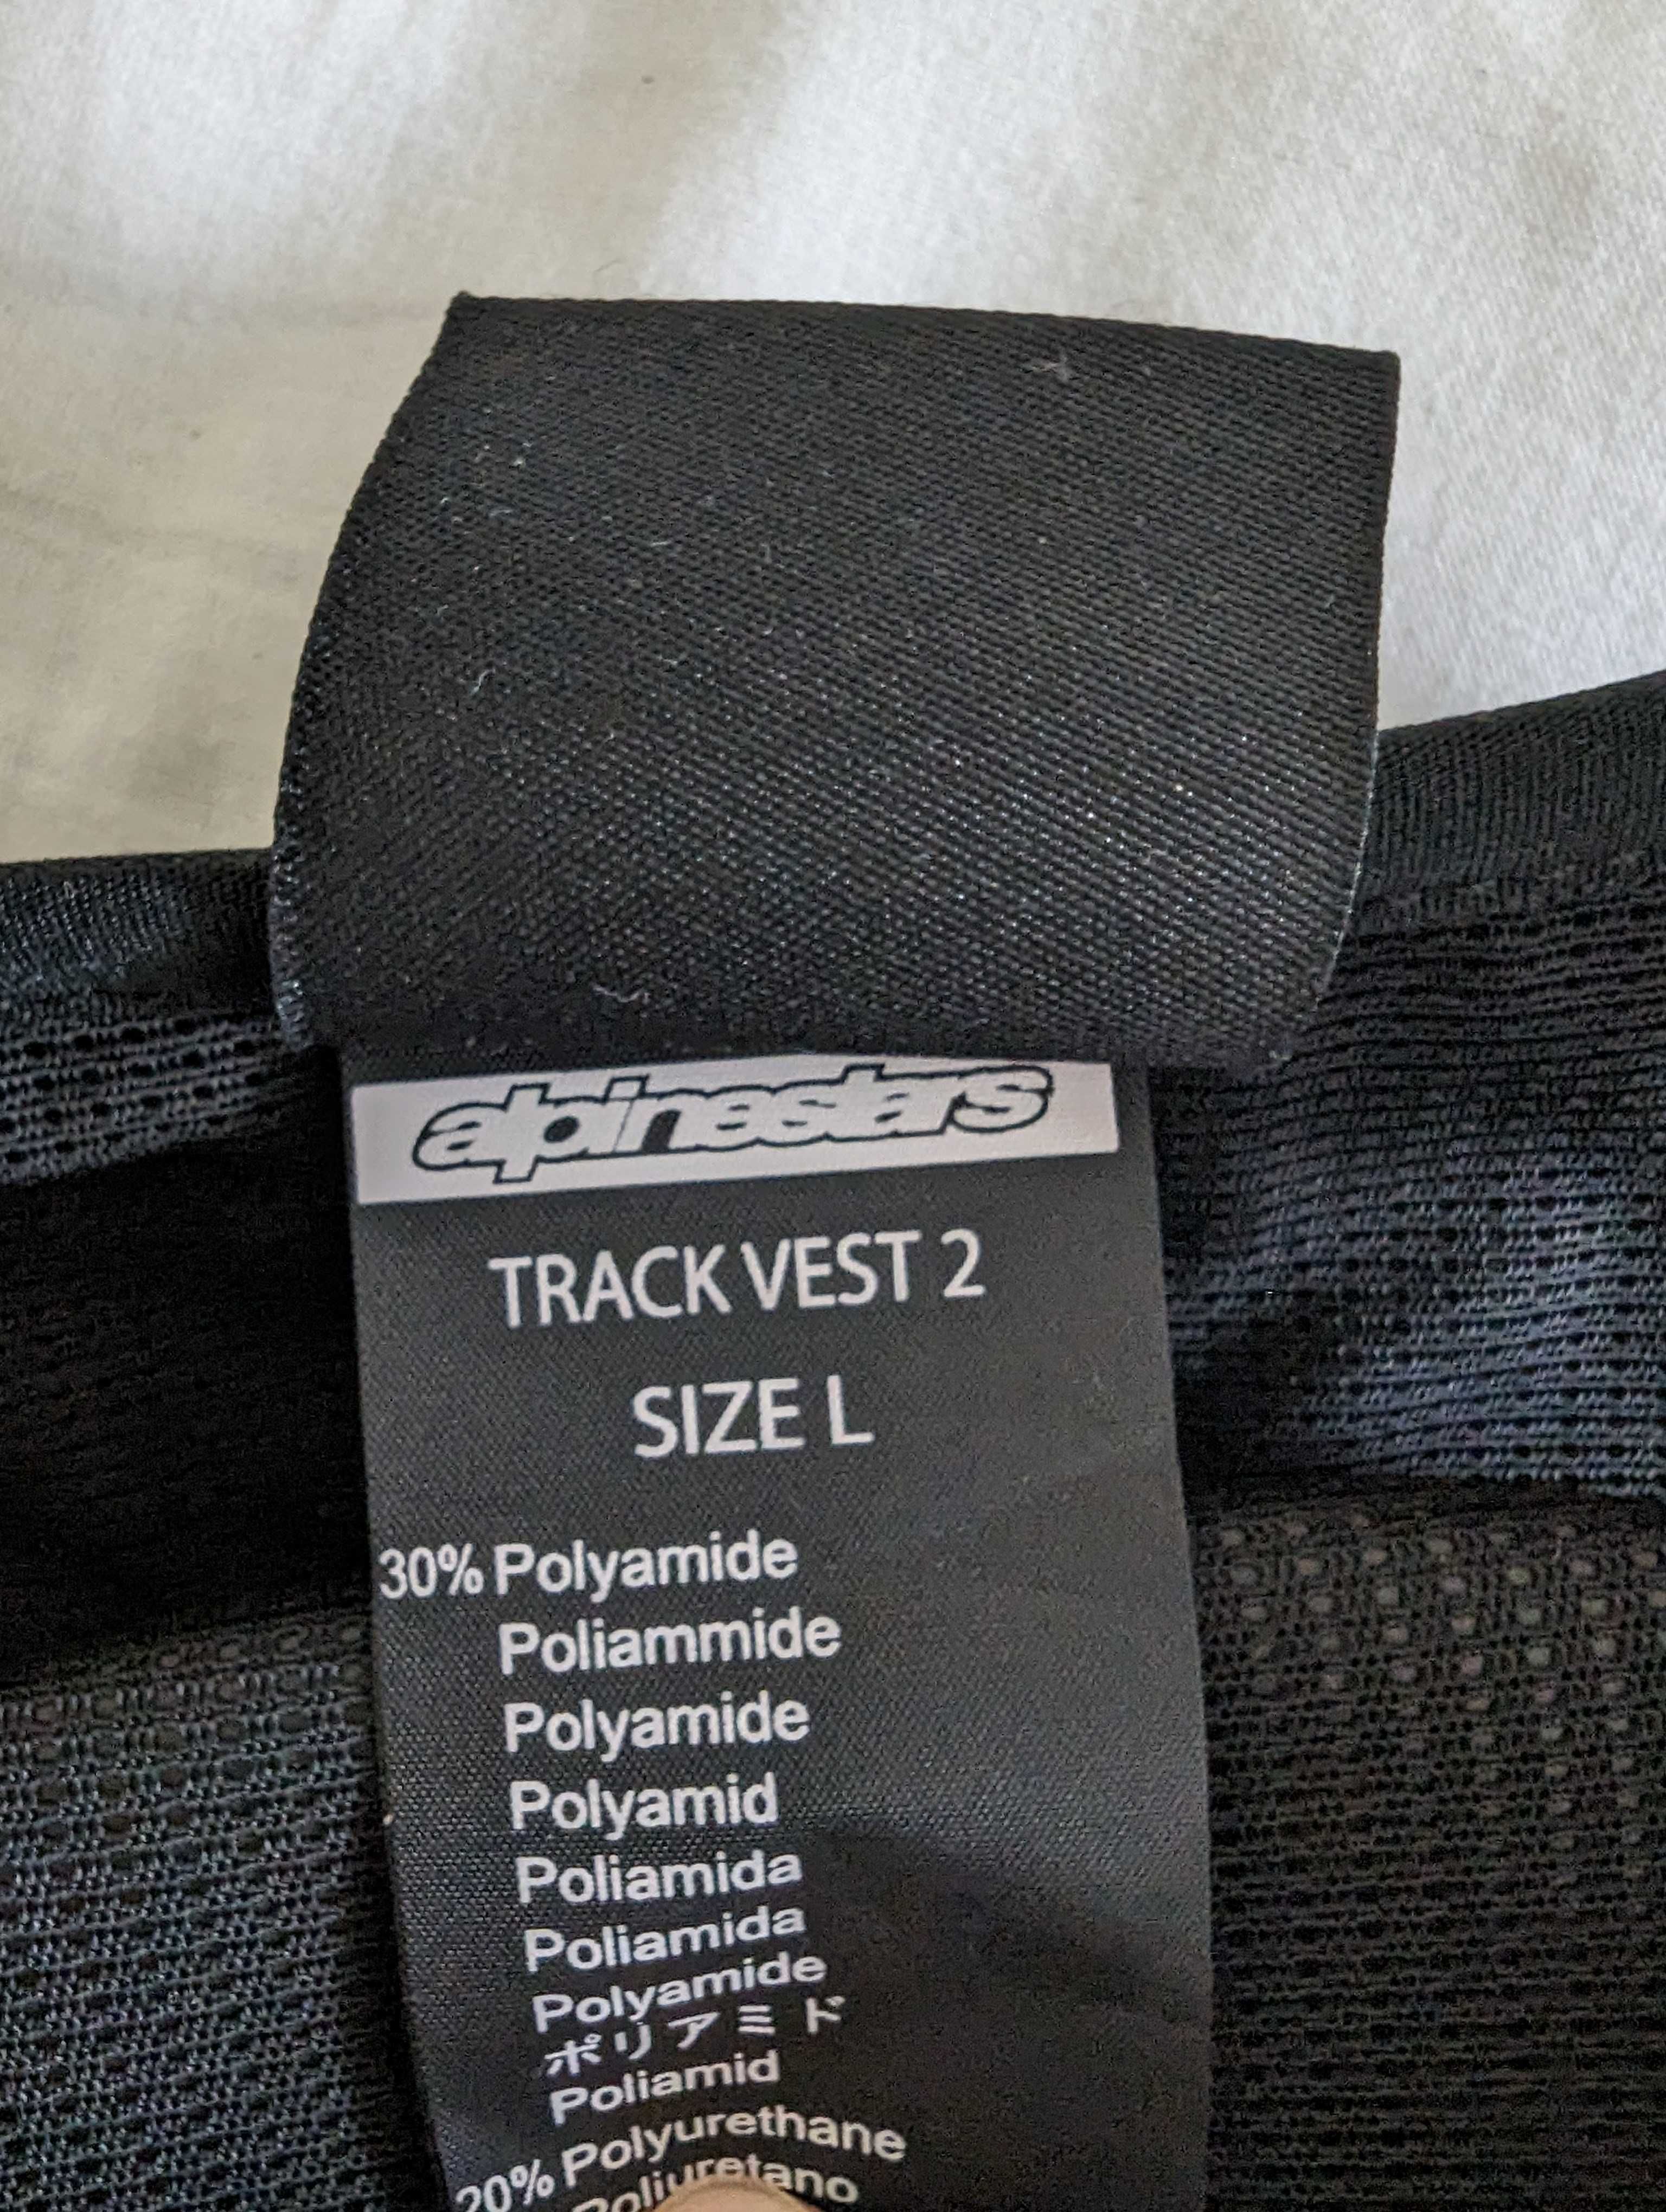 alpinestars
TRACK VEST 2
SIZE L
30% Polyamide
Poliammide
Polyamide
Polyamid
Poliamida
Poliamida
Polyamide
ポリアミド
Poliamid
20% Polyurethane
Poliuretano